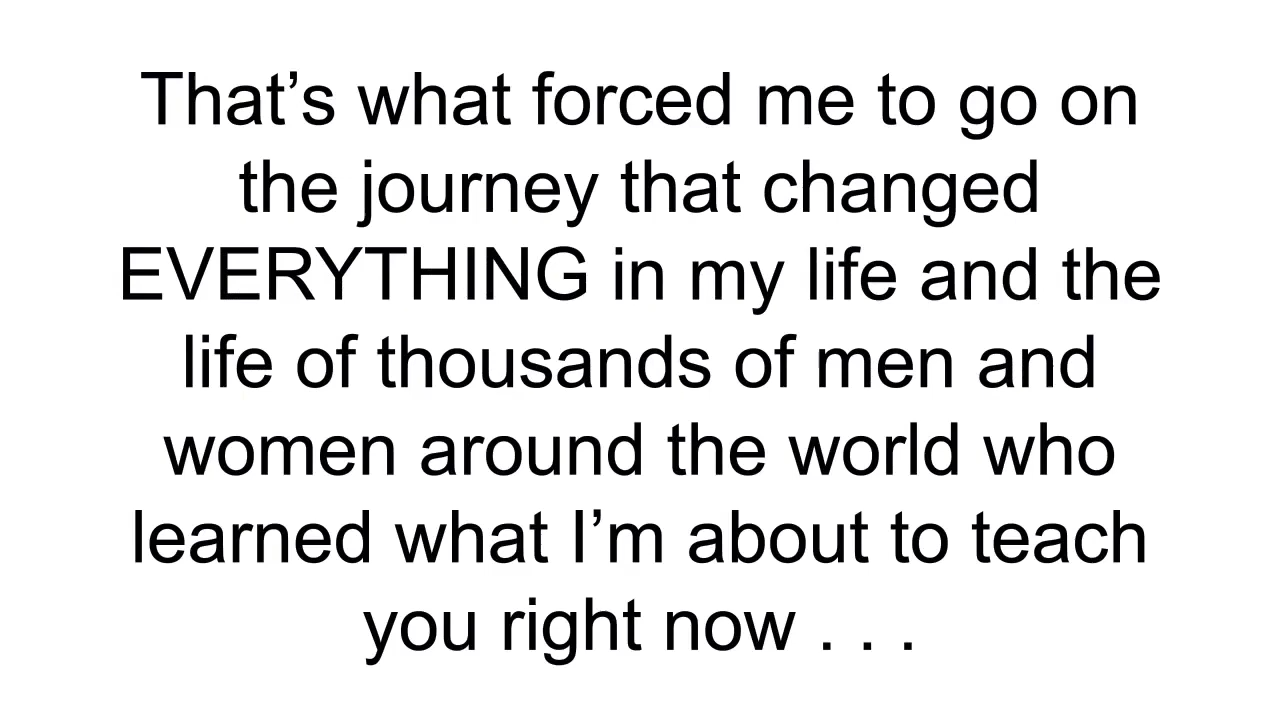 That’s what forced me to go on
the journey that changed
EVERYTHING in my life and the
life of thousands of men and
women around the world who
learned what I’m about to teach
you right now . . .